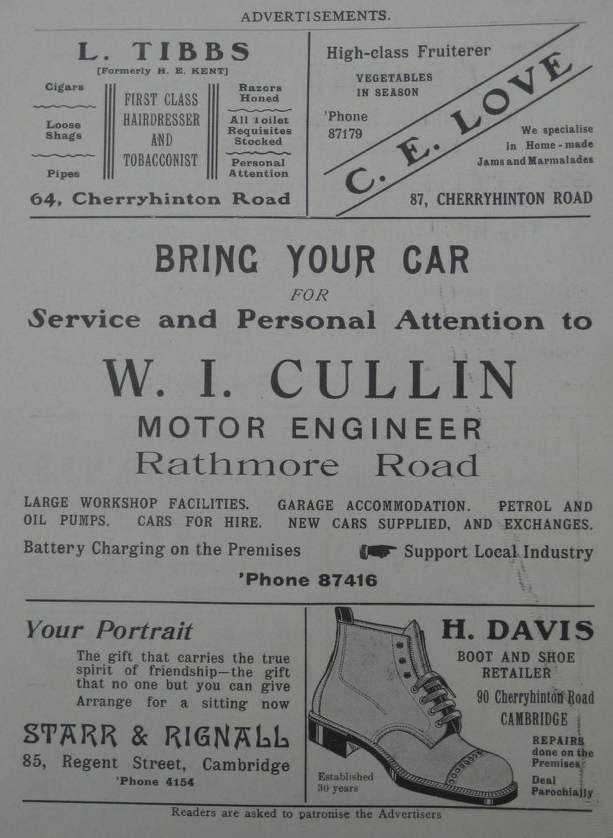 ADVERTISEMENTS.
L. TIBBS
[Formerly H. E. KENT]
Cigars
Loose
Shags
Pipes
FIRST CLASS
HAIRDRESSER
AND
TOBACCONIST
Razors
Honed
All Toilet
Requisites
Stocked
Personal
Attention
64, Cherryhinton Road
High-class Fruiterer
VEGETABLES
IN SEASON
'Phone
87179
C. E. LOVE
We specialise
in Home-made
Jams and Marmalades
87, CHERRYHINTON ROAD
BRING YOUR CAR
FOR
Service and Personal Attention to
W. I. CULLIN
MOTOR ENGINEER
Rathmore Road
LARGE WORKSHOP FACILITIES. GARAGE ACCOMMODATION. PETROL AND
OIL PUMPS. CARS FOR HIRE. NEW CARS SUPPLIED, AND EXCHANGES.
Battery Charging on the Premises Support Local Industry
'Phone 87416
Your Portrait
The gift that carries the true
spirit of friendship—the gift
that no one but you can give
Arrange for a sitting now
STARR & RIGNALL
85, Regent Street, Cambridge
'Phone 4154
H. DAVIS
BOOT AND SHOE
RETAILER
90 Cherryhinton Road
CAMBRIDGE
REPAIRS
done on the
Premises
Deal
Parochially
Established
30 years
Readers are asked to patronise the Advertisers